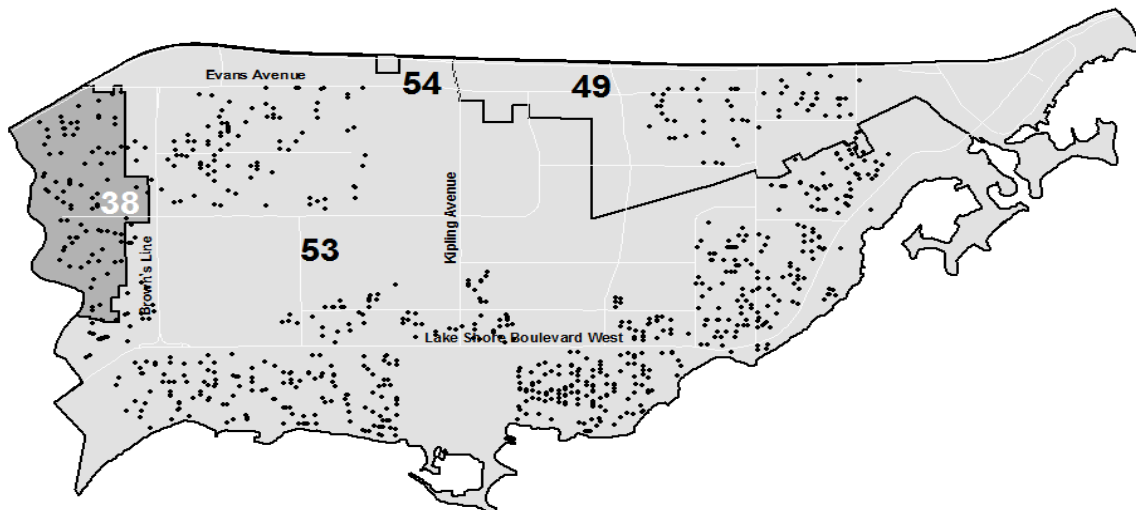 Evans Avenue
54
49
38
Brown's Line
53
Kipling Avenue
Lake Shore Boulevard West